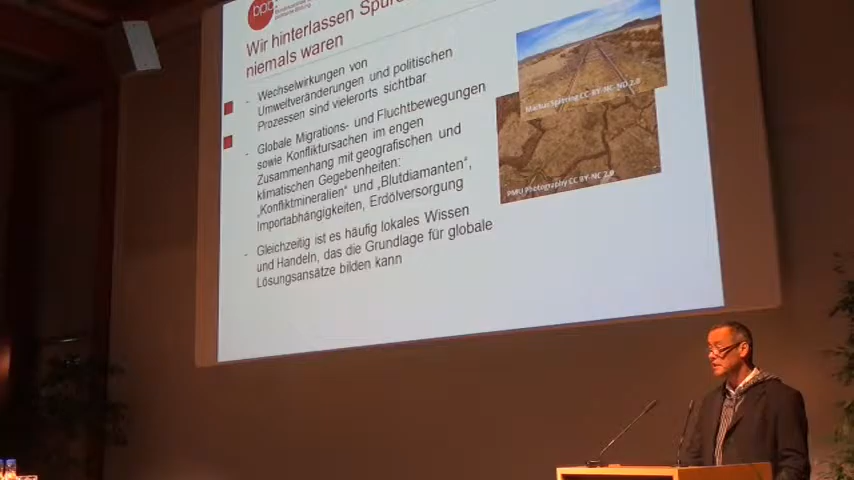 bpb
Wir hinterlassen Spuren
niemals waren
Wechselwirkungen von
Umweltveränderungen und politischen
Prozessen sind vielerorts sichtbar
Globale Migrations- und Fluchtbewegungen
sowie Konfliktursachen im engen
Zusammenhang mit geografischen und
klimatischen Gegebenheiten:
„Konfliktmineralien" und „Blutdiamanten",
Importabhängigkeiten, Erdölversorgung
Gleichzeitig ist es häufig lokales Wissen
und Handeln, das die Grundlage für globale
Lösungsansätze bilden kann
Markus Spiering CC BY-NC-ND 2.0
PMU Photography CC BY-NC 2.0